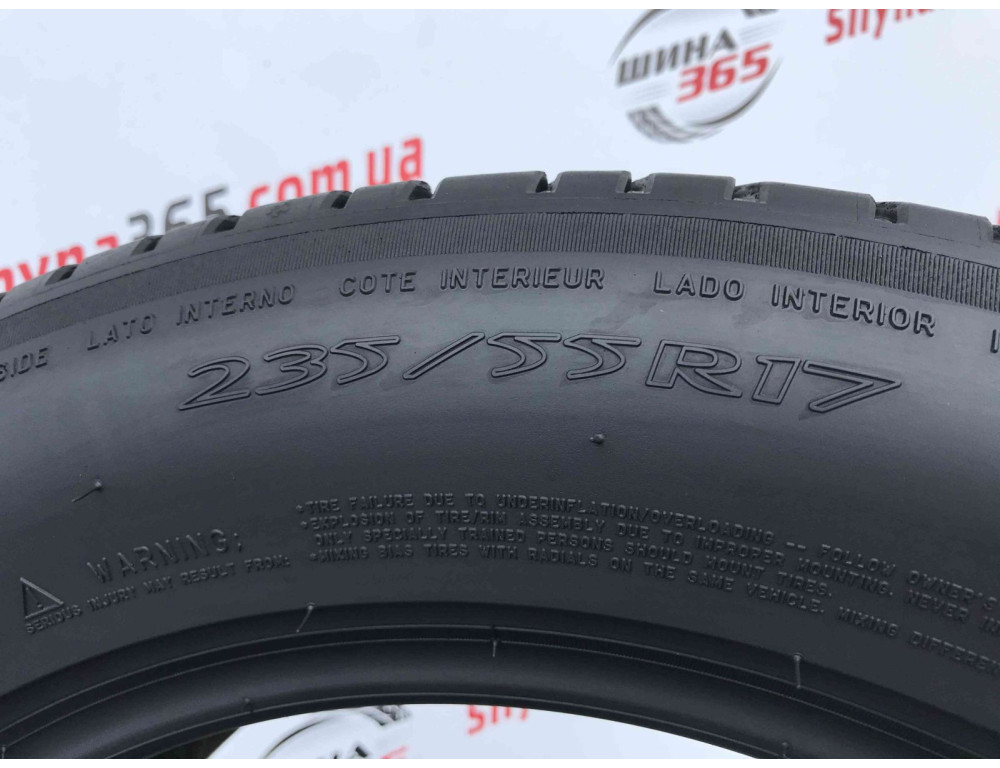 ШИНА
365
Shyna
shyna365.com.ua
SIDE LATO INTERNO COTE INTERIEUR LADO INTERIOR
235/55R17
WARNING:
SERIOUS INJURY MAY RESULT FROM:
•TIRE FAILURE DUE TO UNDERINFLATION/OVERLOADING -- FOLLOW OWNER'S
•EXPLOSION OF TIRE/RIM ASSEMBLY DUE TO IMPROPER MOUNTING. NEVER
ONLY SPECIALLY TRAINED PERSONS SHOULD MOUNT TIRES.
•MIXING BIAS TIRES WITH RADIALS ON THE SAME VEHICLE. MIXING